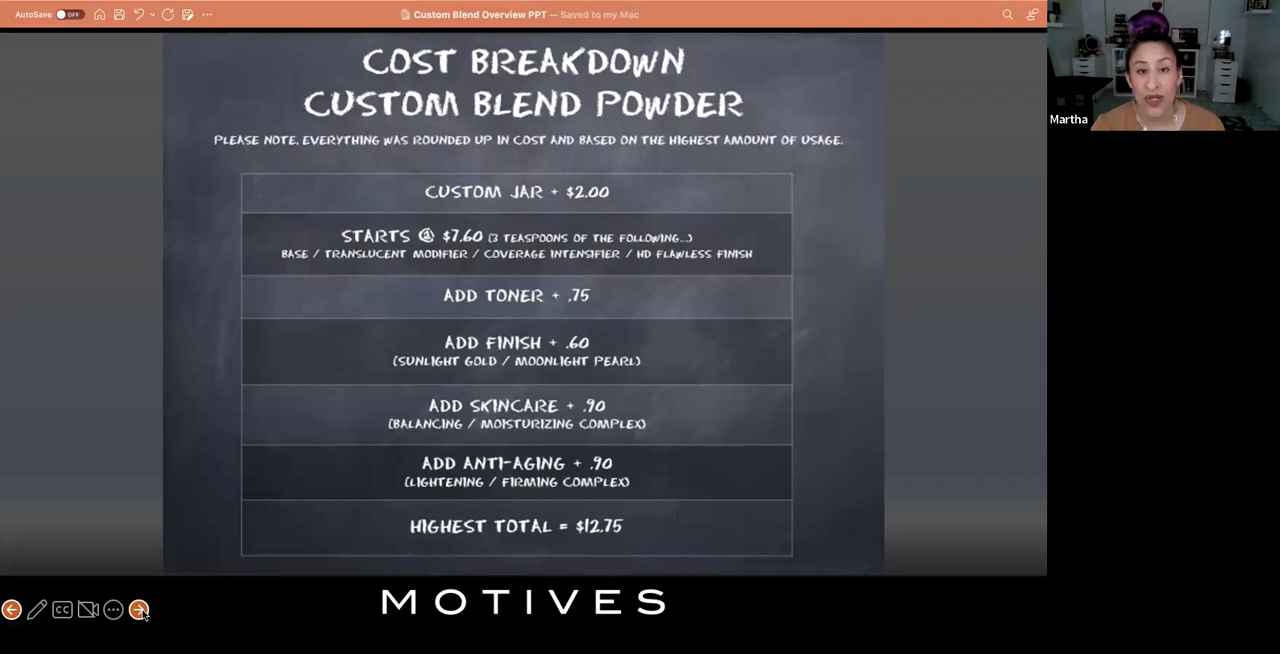 AutoSave OFF
Custom Blend Overview PPT — Saved to my Mac
COST BREAKDOWN
CUSTOM BLEND POWDER
PLEASE NOTE, EVERYTHING WAS ROUNDED UP IN COST AND BASED ON THE HIGHEST AMOUNT OF USAGE.
CUSTOM JAR + $2.00
STARTS @ $7.60 (3 TEASPOONS OF THE FOLLOWING...)
BASE / TRANSLUCENT MODIFIER / COVERAGE INTENSIFIER / HD FLAWLESS FINISH
ADD TONER + .75
ADD FINISH + .60
(SUNLIGHT GOLD / MOONLIGHT PEARL)
ADD SKINCARE + .90
(BALANCING / MOISTURIZING COMPLEX)
ADD ANTI-AGING + .90
(LIGHTENING / FIRMING COMPLEX)
HIGHEST TOTAL = $12.75
MOTIVES
CC
Martha